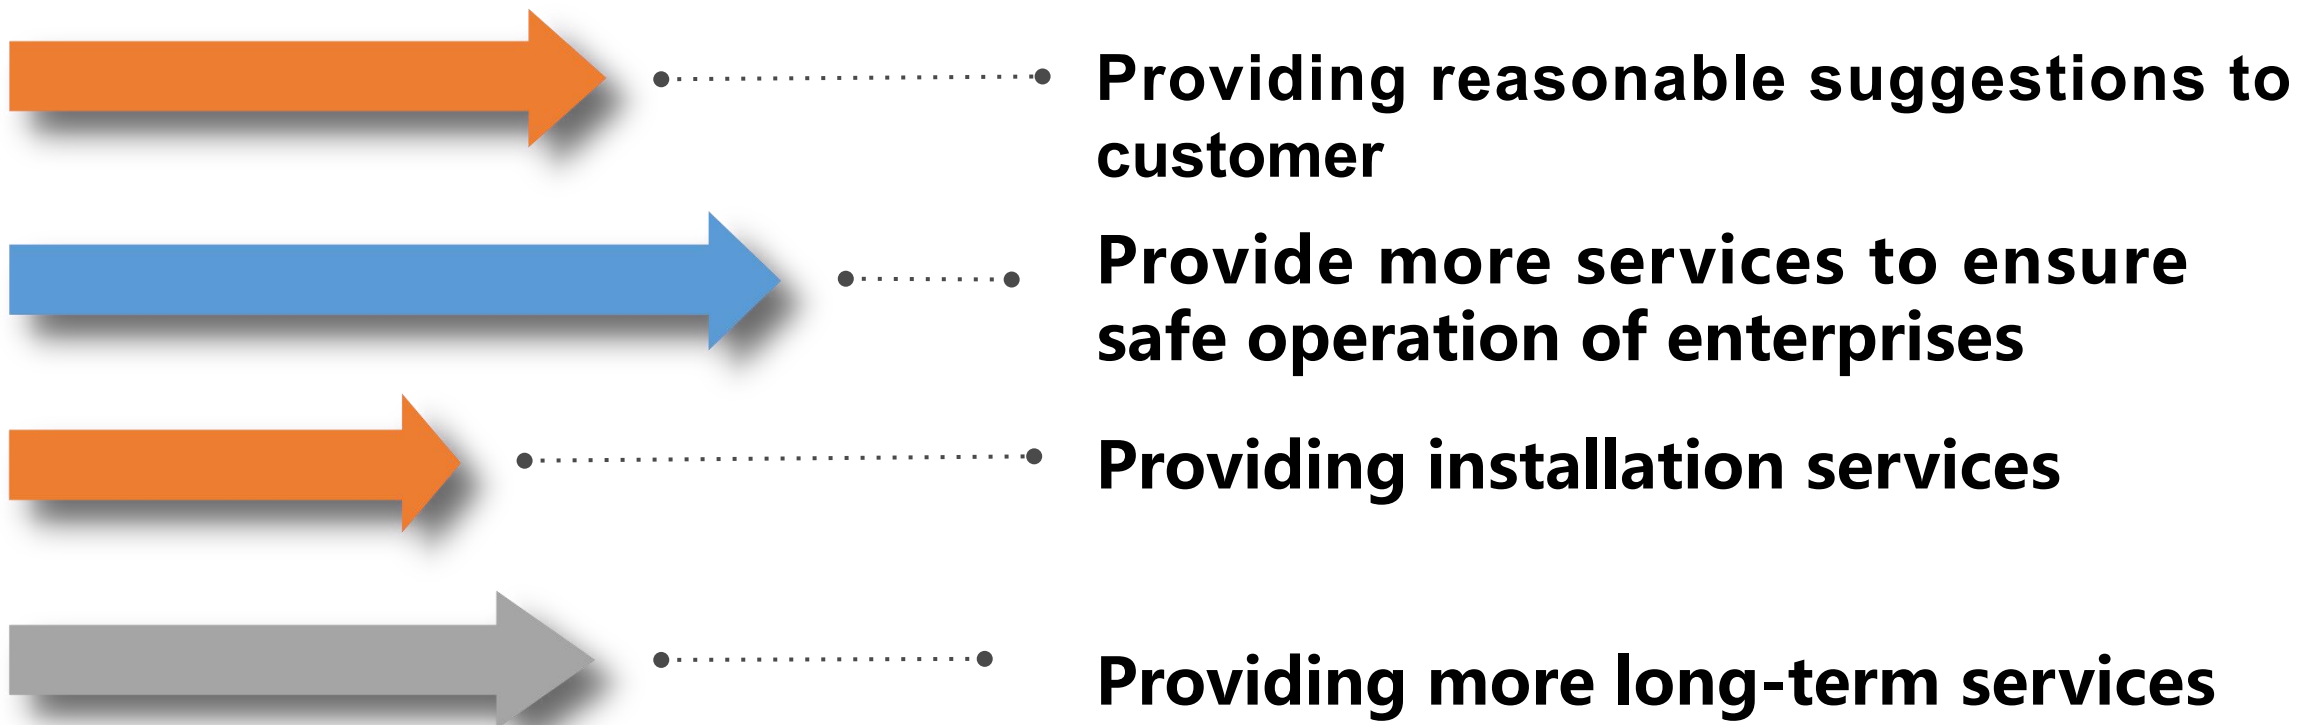 Providing reasonable suggestions to
customer
Provide more services to ensure
safe operation of enterprises
Providing installation services
Providing more long-term services